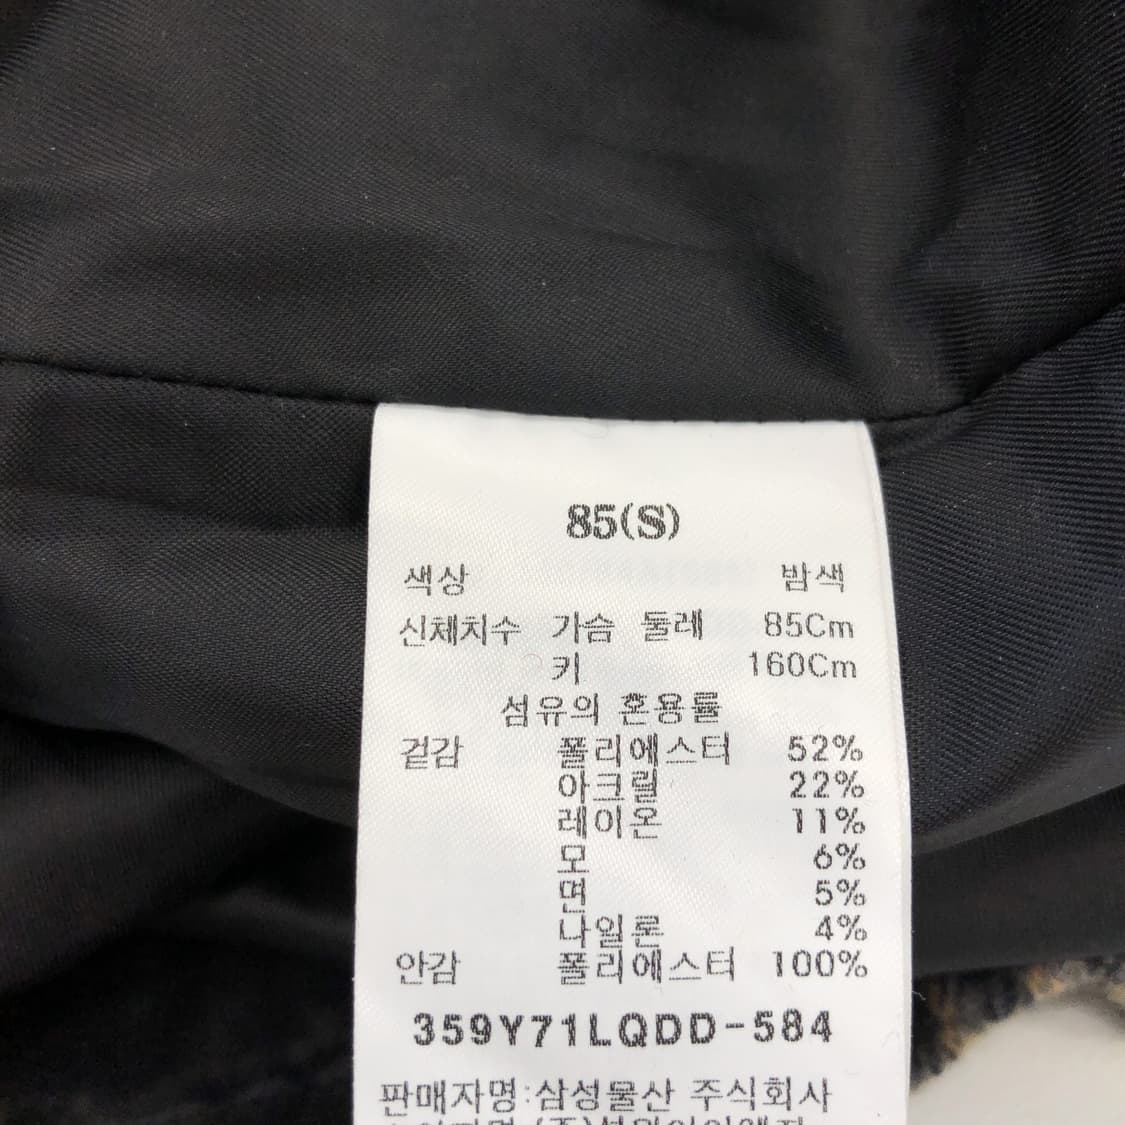 85(S)
색상 밤색
신체치수 가슴 둘레 85Cm
키 160Cm
섬유의 혼용률
겉감 폴리에스터 52%
아크릴 22%
레이온 11%
모 6%
면 5%
나일론 4%
안감 폴리에스터 100%
359Y71LQDD-584
판매자명:삼성물산 주식회사